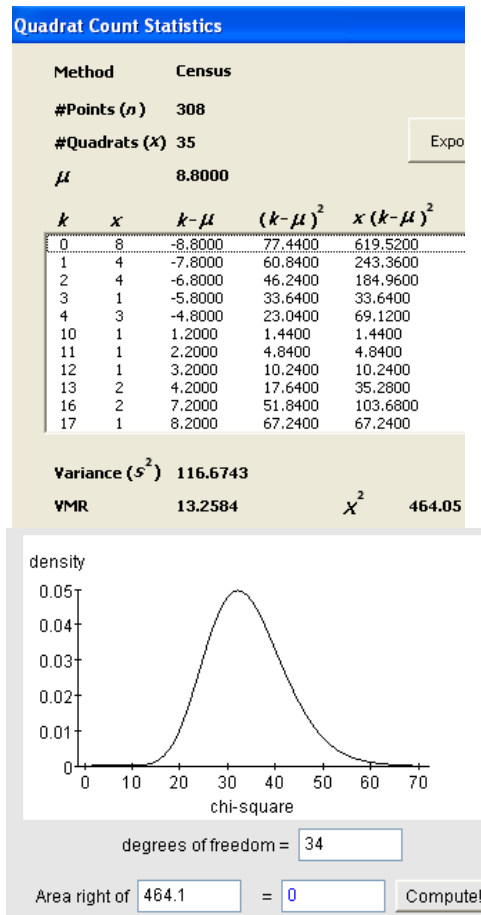 Quadrat Count Statistics
Method Census
#Points (n) 308
#Quadrats (x) 35
Expo
μ 8.8000
k x k-μ (k-μ)² x (k-μ)²
0 8 -8.8000 77.4400 619.5200
1 4 -7.8000 60.8400 243.3600
2 4 -6.8000 46.2400 184.9600
3 1 -5.8000 33.6400 33.6400
4 3 -4.8000 23.0400 69.1200
10 1 1.2000 1.4400 1.4400
11 1 2.2000 4.8400 4.8400
12 1 3.2000 10.2400 10.2400
13 2 4.2000 17.6400 35.2800
16 2 7.2000 51.8400 103.6800
17 1 8.2000 67.2400 67.2400
Variance (s²) 116.6743
VMR 13.2584 X² 464.05
density
0.05
0.04
0.03
0.02
0.01
0
0 10 20 30 40 50 60 70
chi-square
degrees of freedom = 34
Area right of 464.1 = 0 Compute!